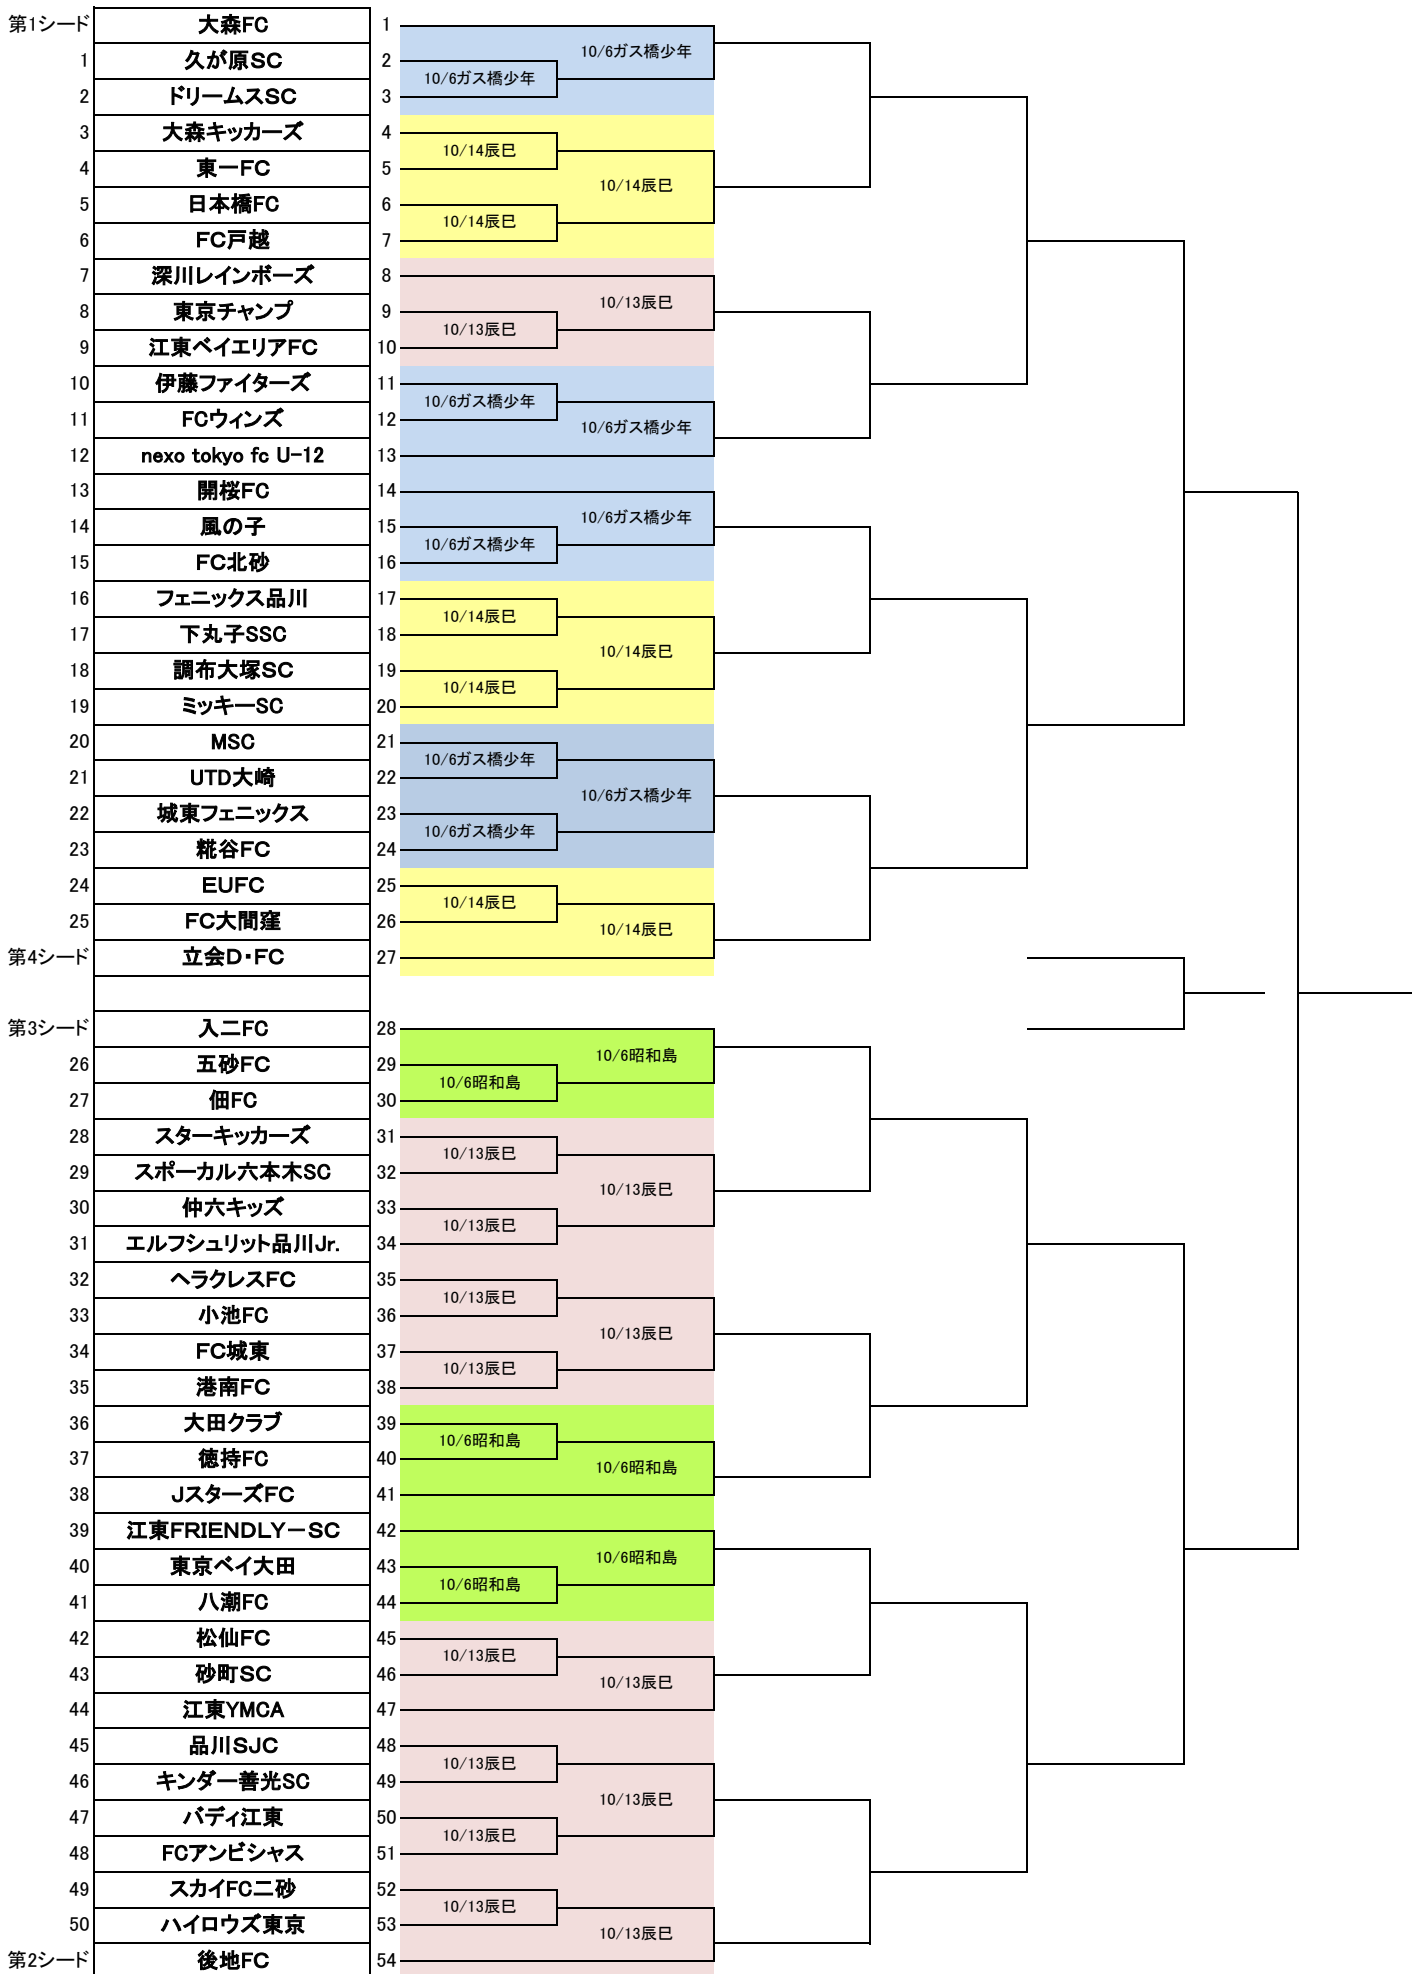 第1シード 大森FC 1
10/6ガス橋少年
1 久が原SC 2
10/6ガス橋少年
2 ドリームスSC 3
3 大森キッカーズ 4
10/14辰巳
4 東一FC 5
10/14辰巳
5 日本橋FC 6
10/14辰巳
6 FC戸越 7
7 深川レインボーズ 8
10/13辰巳
8 東京チャンプ 9
10/13辰巳
9 江東ベイエリアFC 10
10 伊藤ファイターズ 11
10/6ガス橋少年
11 FCウィンズ 12
10/6ガス橋少年
12 nexo tokyo fc U-12 13
13 開桜FC 14
10/6ガス橋少年
14 風の子 15
10/6ガス橋少年
15 FC北砂 16
16 フェニックス品川 17
10/14辰巳
17 下丸子SSC 18
10/14辰巳
18 調布大塚SC 19
10/14辰巳
19 ミッキーSC 20
20 MSC 21
10/6ガス橋少年
21 UTD大崎 22
10/6ガス橋少年
22 城東フェニックス 23
10/6ガス橋少年
23 糀谷FC 24
24 EUFC 25
10/14辰巳
25 FC大間窪 26
10/14辰巳
第4シード 立会D・FC 27
第3シード 入二FC 28
10/6昭和島
26 五砂FC 29
10/6昭和島
27 佃FC 30
28 スターキッカーズ 31
10/13辰巳
29 スポーカル六本木SC 32
10/13辰巳
30 仲六キッズ 33
10/13辰巳
31 エルフシュリット品川Jr. 34
32 ヘラクレスFC 35
10/13辰巳
33 小池FC 36
10/13辰巳
34 FC城東 37
10/13辰巳
35 港南FC 38
36 大田クラブ 39
10/6昭和島
37 徳持FC 40
10/6昭和島
38 JスターズFC 41
39 江東FRIENDLY－SC 42
10/6昭和島
40 東京ベイ大田 43
10/6昭和島
41 八潮FC 44
42 松仙FC 45
10/13辰巳
43 砂町SC 46
10/13辰巳
44 江東YMCA 47
45 品川SJC 48
10/13辰巳
46 キンダー善光SC 49
10/13辰巳
47 バディ江東 50
10/13辰巳
48 FCアンビシャス 51
49 スカイFC二砂 52
10/13辰巳
50 ハイロウズ東京 53
10/13辰巳
第2シード 後地FC 54